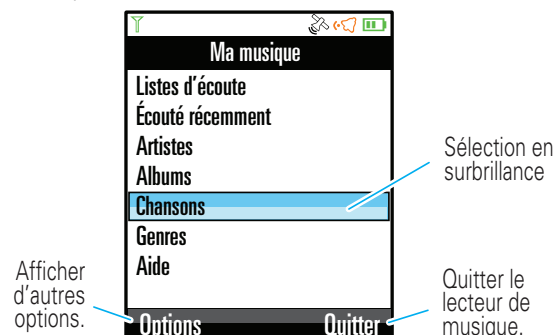 Ma musique
Listes d'écoute
Écouté récemment
Artistes
Albums
Chansons
Genres
Aide
Options
Quitter
Sélection en
surbrillance
Afficher
d'autres
options.
Quitter le
lecteur de
musique.